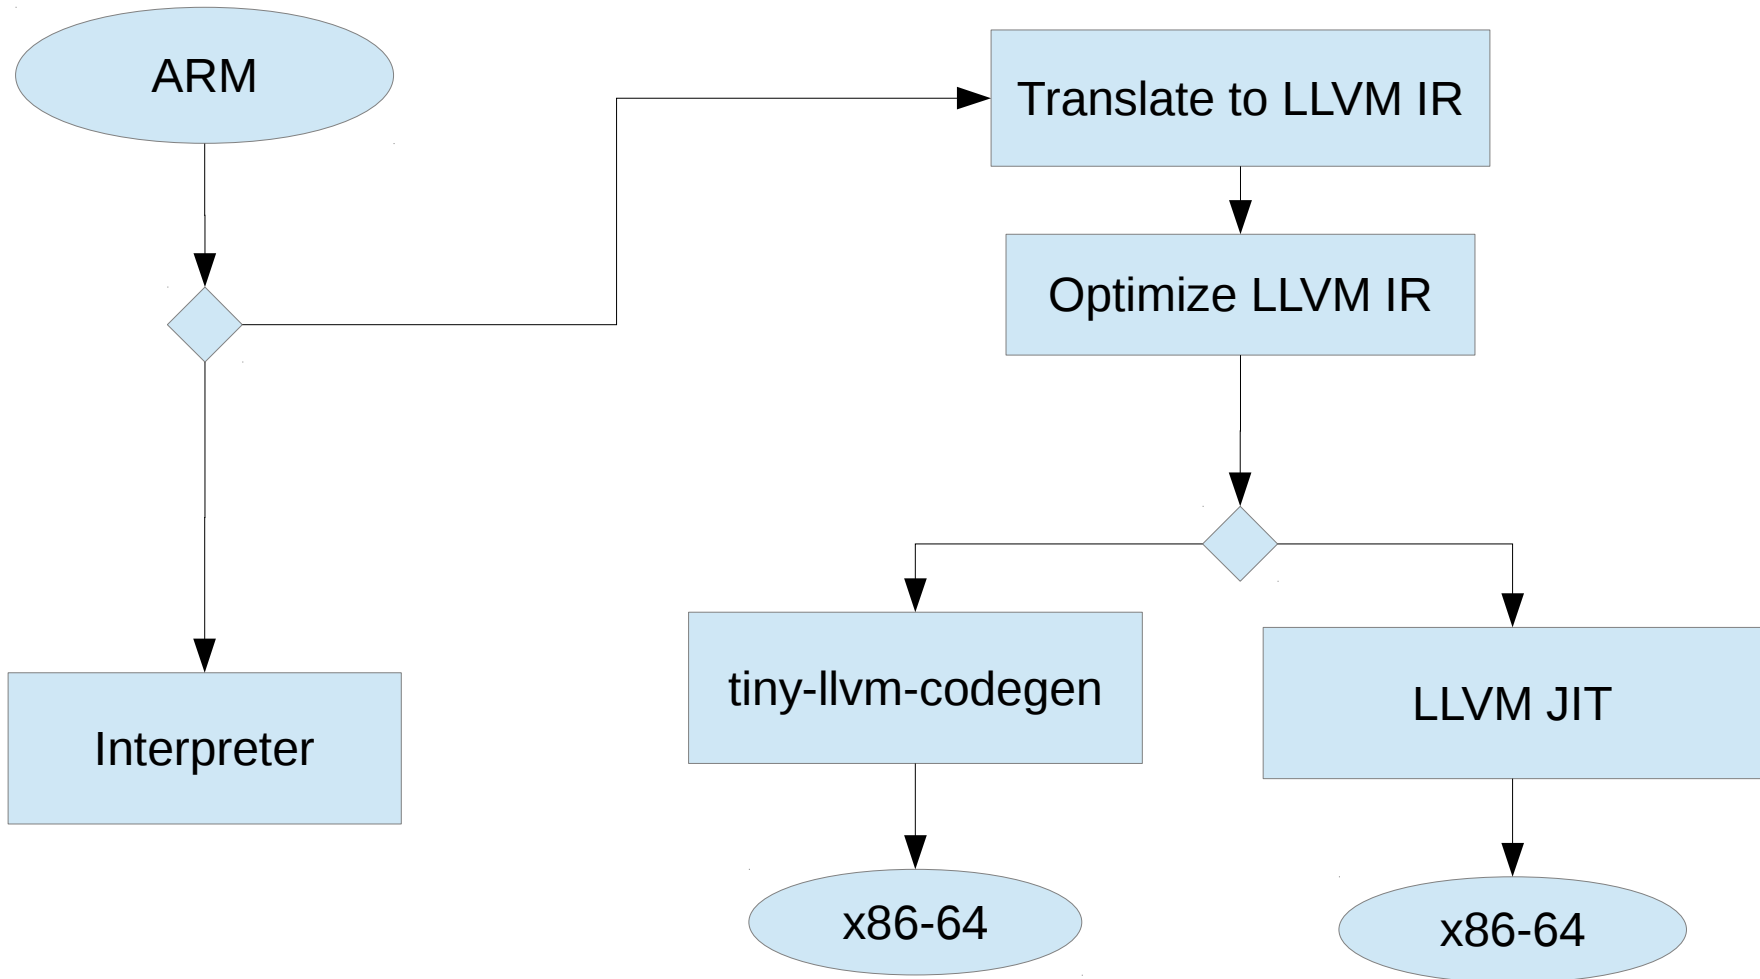 ARM
Translate to LLVM IR
Optimize LLVM IR
tiny-llvm-codegen
LLVM JIT
Interpreter
x86-64
x86-64